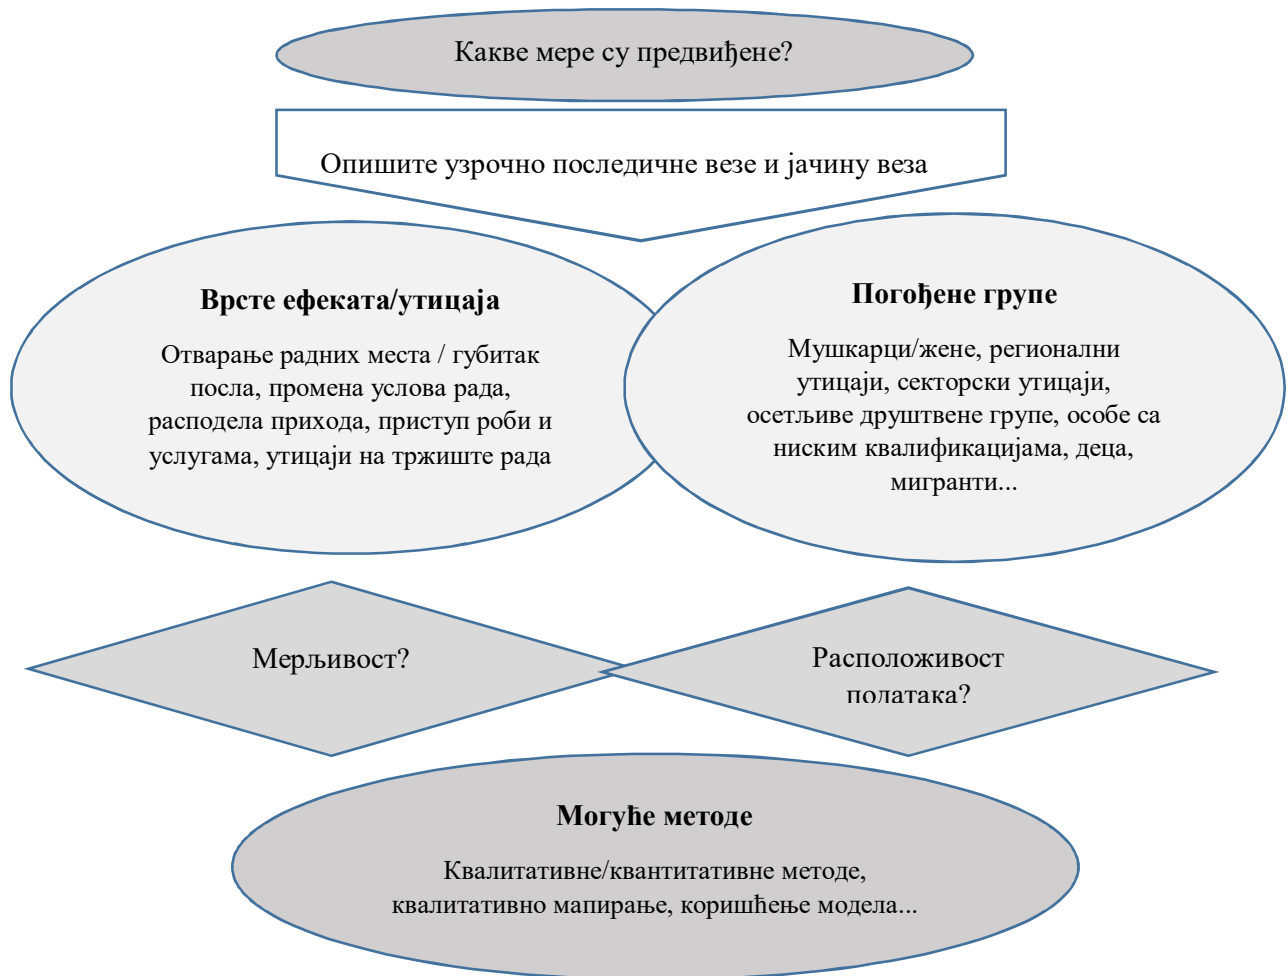 Какве мере су предвиђене?
Опишите узрочно последичне везе и јачину веза
Врсте ефеката/утицаја
Отварање радних места / губитак
посла, промена услова рада,
расподела прихода, приступ роби и
услугама, утицаји на тржиште рада
Погођене групе
Мушкарци/жене, регионални
утицаји, секторски утицаји,
осетљиве друштвене групе, особе са
ниским квалификацијама, деца,
мигранти...
Мерљивост?
Расположивост
података?
Могуће методе
Квалитативне/квантитативне методе,
квалитативно мапирање, коришћење модела...